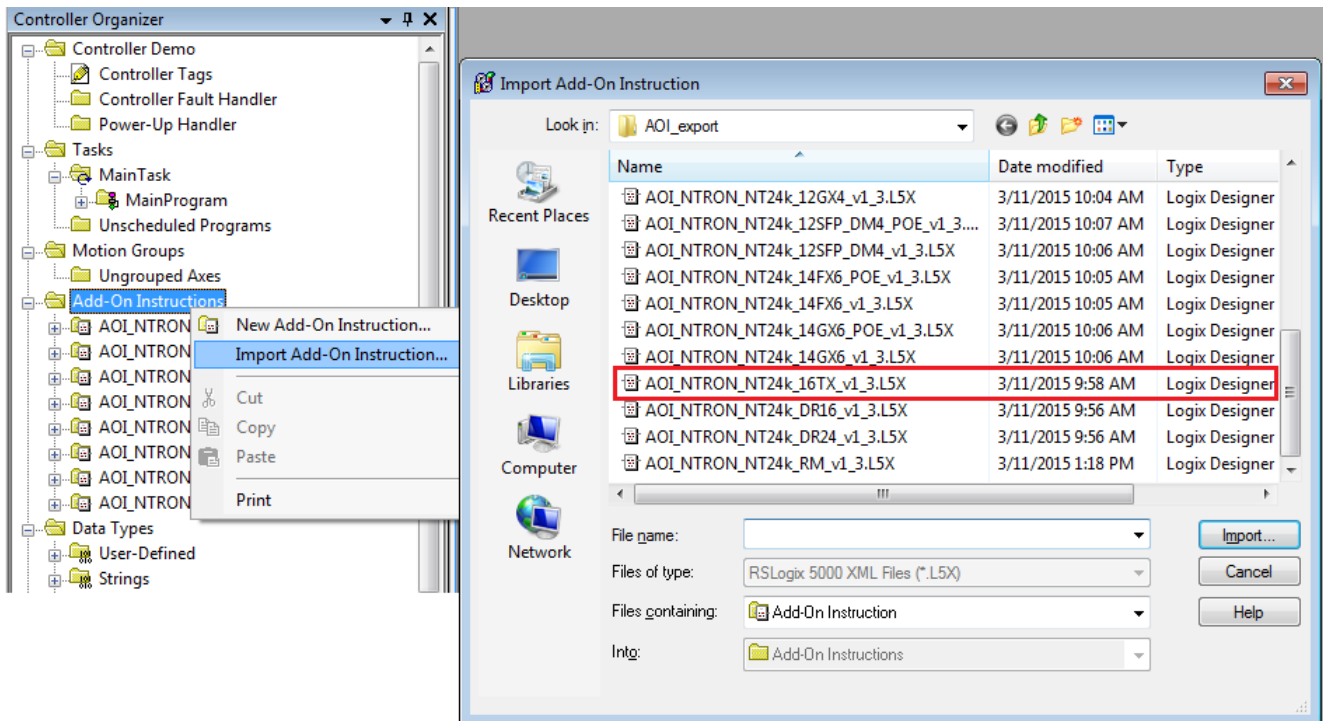 Controller Organizer
Controller Demo
Controller Tags
Controller Fault Handler
Power-Up Handler
Tasks
MainTask
MainProgram
Unscheduled Programs
Motion Groups
Ungrouped Axes
Add-On Instructions
AOI_NTRON
AOI_NTRON
AOI_NTRON
AOI_NTRON
AOI_NTRON
AOI_NTRON
AOI_NTRON
AOI_NTRON
Data Types
User-Defined
Strings
New Add-On Instruction...
Import Add-On Instruction...
Cut
Copy
Paste
Print
Import Add-On Instruction
Look in: AOI_export
Recent Places
Desktop
Libraries
Computer
Network
Name Date modified Type
AOI_NTRON_NT24k_12GX4_v1_3.L5X 3/11/2015 10:04 AM Logix Designer
AOI_NTRON_NT24k_12SFP_DM4_POE_v1_3.... 3/11/2015 10:07 AM Logix Designer
AOI_NTRON_NT24k_12SFP_DM4_v1_3.L5X 3/11/2015 10:06 AM Logix Designer
AOI_NTRON_NT24k_14FX6_POE_v1_3.L5X 3/11/2015 10:05 AM Logix Designer
AOI_NTRON_NT24k_14FX6_v1_3.L5X 3/11/2015 10:05 AM Logix Designer
AOI_NTRON_NT24k_14GX6_POE_v1_3.L5X 3/11/2015 10:06 AM Logix Designer
AOI_NTRON_NT24k_14GX6_v1_3.L5X 3/11/2015 10:06 AM Logix Designer
AOI_NTRON_NT24k_16TX_v1_3.L5X 3/11/2015 9:58 AM Logix Designer
AOI_NTRON_NT24k_DR16_v1_3.L5X 3/11/2015 9:56 AM Logix Designer
AOI_NTRON_NT24k_DR24_v1_3.L5X 3/11/2015 9:56 AM Logix Designer
AOI_NTRON_NT24k_RM_v1_3.L5X 3/11/2015 1:18 PM Logix Designer
File name: Import...
Files of type: RSLogix 5000 XML Files (*.L5X) Cancel
Files containing: Add-On Instruction Help
Into: Add-On Instructions